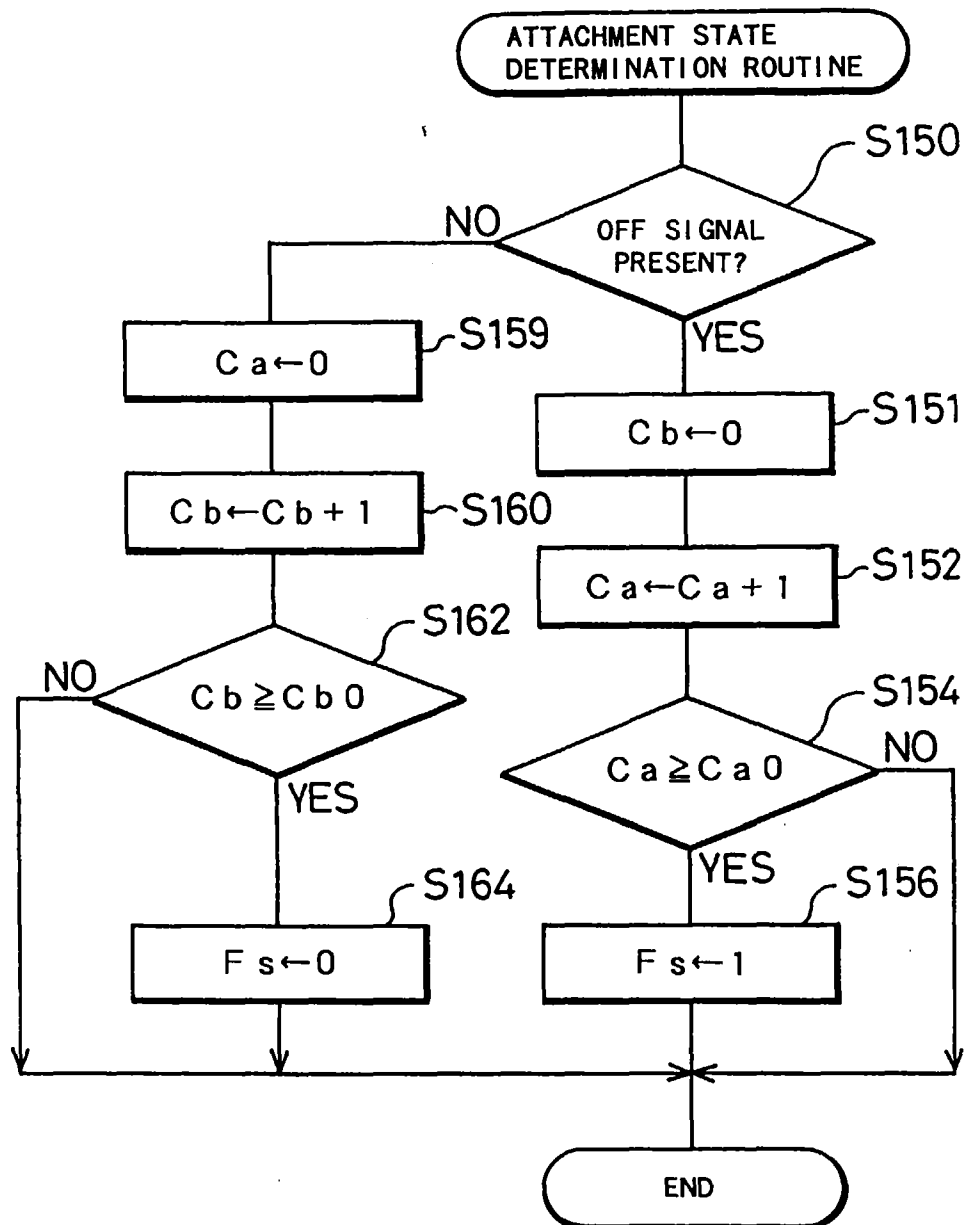 ATTACHMENT STATE
DETERMINATION ROUTINE
S150
NO
OFF SIGNAL
PRESENT?
YES
S159
Ca←0
S151
Cb←0
S160
Cb←Cb+1
S152
Ca←Ca+1
S162
NO
Cb≧Cb0
YES
S154
NO
Ca≧Ca0
YES
S164
Fs←0
S156
Fs←1
END